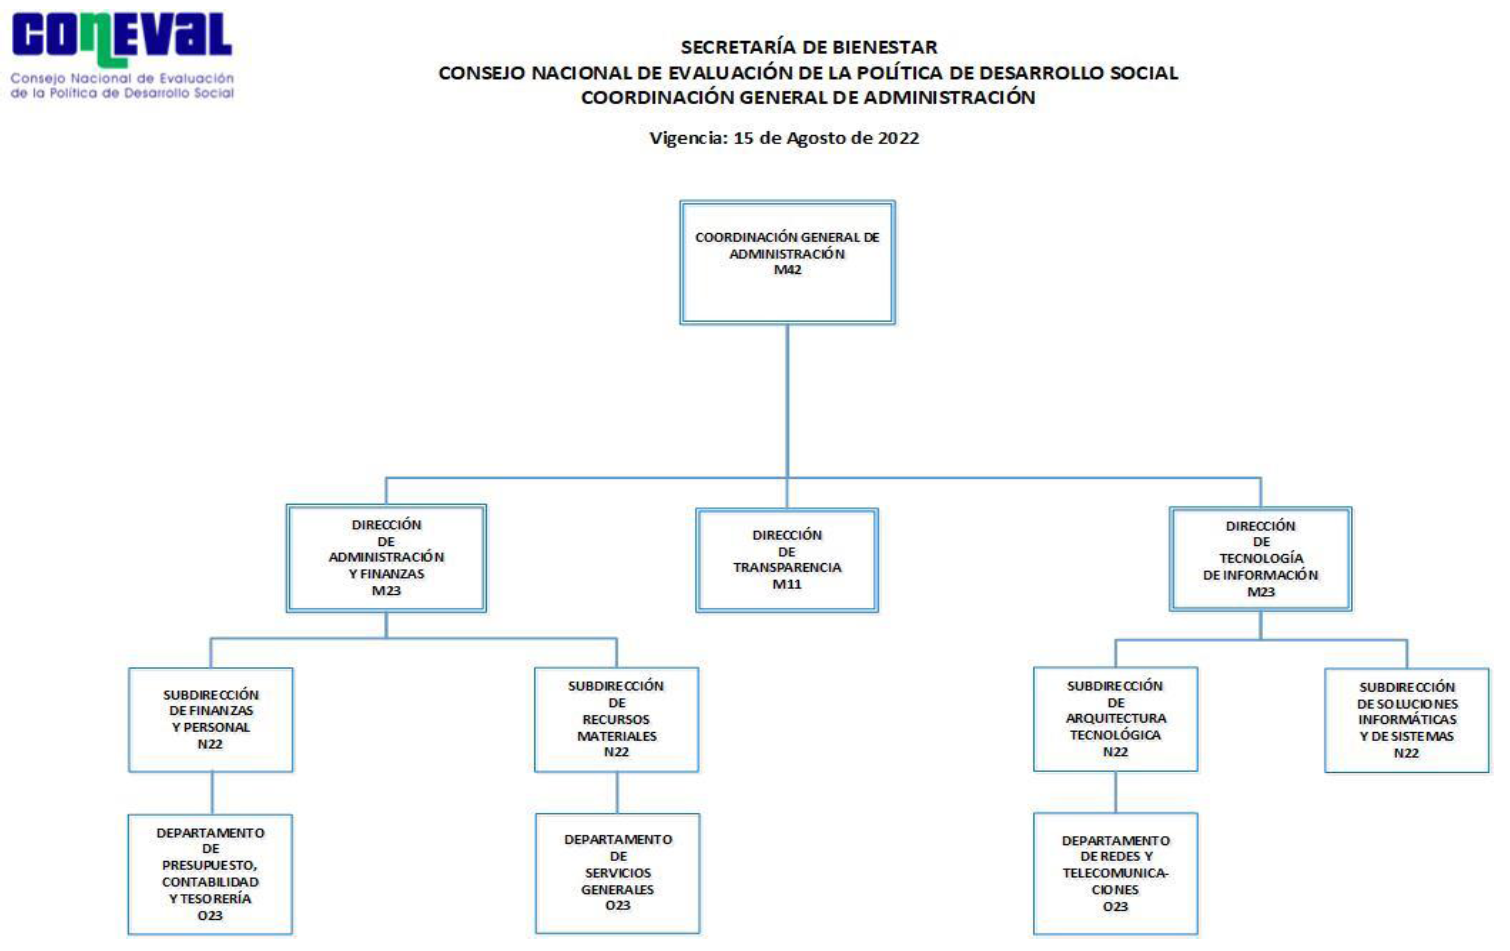 CONEVAL
Consejo Nacional de Evaluación
de la Política de Desarrollo Social
SECRETARÍA DE BIENESTAR
CONSEJO NACIONAL DE EVALUACIÓN DE LA POLÍTICA DE DESARROLLO SOCIAL
COORDINACIÓN GENERAL DE ADMINISTRACIÓN
Vigencia: 15 de Agosto de 2022
COORDINACIÓN GENERAL DE
ADMINISTRACIÓN
M42
DIRECCIÓN
DE
ADMINISTRACIÓN
Y FINANZAS
M23
DIRECCIÓN
DE
TRANSPARENCIA
M11
DIRECCIÓN
DE
TECNOLOGÍA
DE INFORMACIÓN
M23
SUBDIRECCIÓN
DE FINANZAS
Y PERSONAL
N22
SUBDIRECCIÓN
DE
RECURSOS
MATERIALES
N22
SUBDIRECCIÓN
DE
ARQUITECTURA
TECNOLÓGICA
N22
SUBDIRECCIÓN
DE SOLUCIONES
INFORMÁTICAS
Y DE SISTEMAS
N22
DEPARTAMENTO
DE
PRESUPUESTO,
CONTABILIDAD
Y TESORERÍA
O23
DEPARTAMENTO
DE
SERVICIOS
GENERALES
O23
DEPARTAMENTO
DE REDES Y
TELECOMUNICA-
CIONES
O23